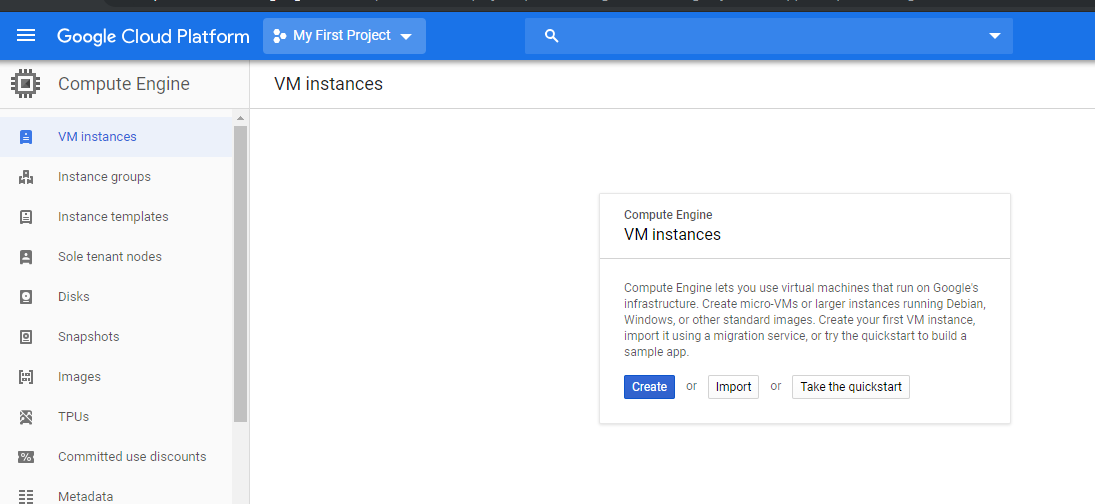 Google Cloud Platform
My First Project
Compute Engine
VM instances
VM instances
Instance groups
Instance templates
Sole tenant nodes
Disks
Snapshots
Images
TPUs
Committed use discounts
Metadata
Compute Engine
VM instances
Compute Engine lets you use virtual machines that run on Google's
infrastructure. Create micro-VMs or larger instances running Debian,
Windows, or other standard images. Create your first VM instance,
import it using a migration service, or try the quickstart to build a
sample app.
Create or Import or Take the quickstart